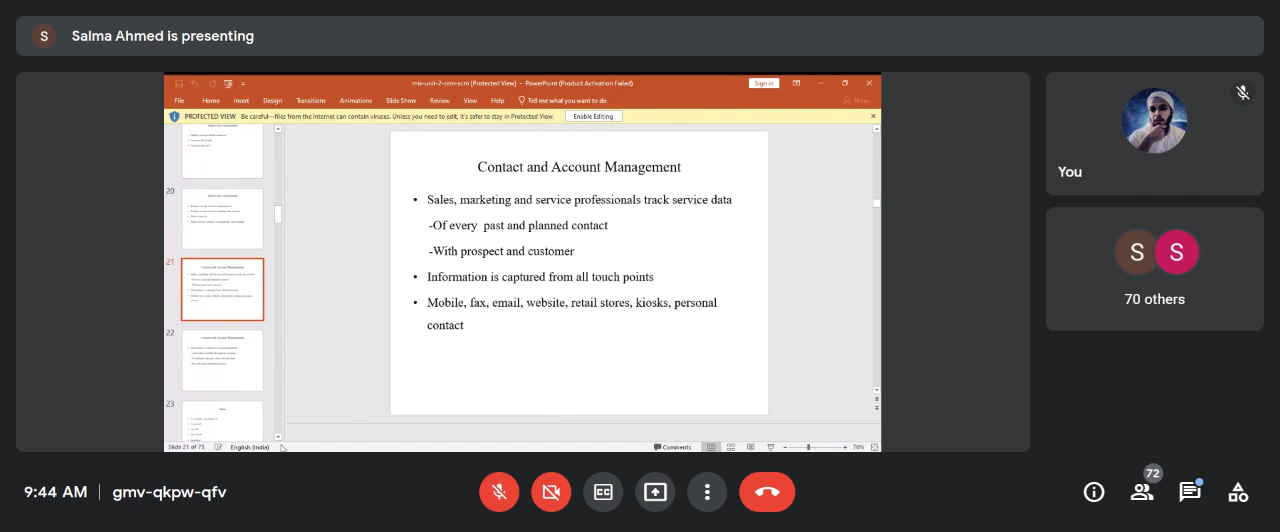 S Salma Ahmed is presenting
mis-unit-2-crm-scm [Protected View] - PowerPoint (Product Activation Failed)
Sign in
File Home Insert Design Transitions Animations Slide Show Review View Help Tell me what you want to do Share
PROTECTED VIEW Be careful—files from the Internet can contain viruses. Unless you need to edit, it's safer to stay in Protected View. Enable Editing
20
21
22
23
Contact and Account Management
• Sales, marketing and service professionals track service data
-Of every past and planned contact
-With prospect and customer
• Information is captured from all touch points
• Mobile, fax, email, website, retail stores, kiosks, personal
contact
Slide 21 of 75 English (India) Comments 76%
You
S S
70 others
9:44 AM gmv-qkpw-qfv
CC
72